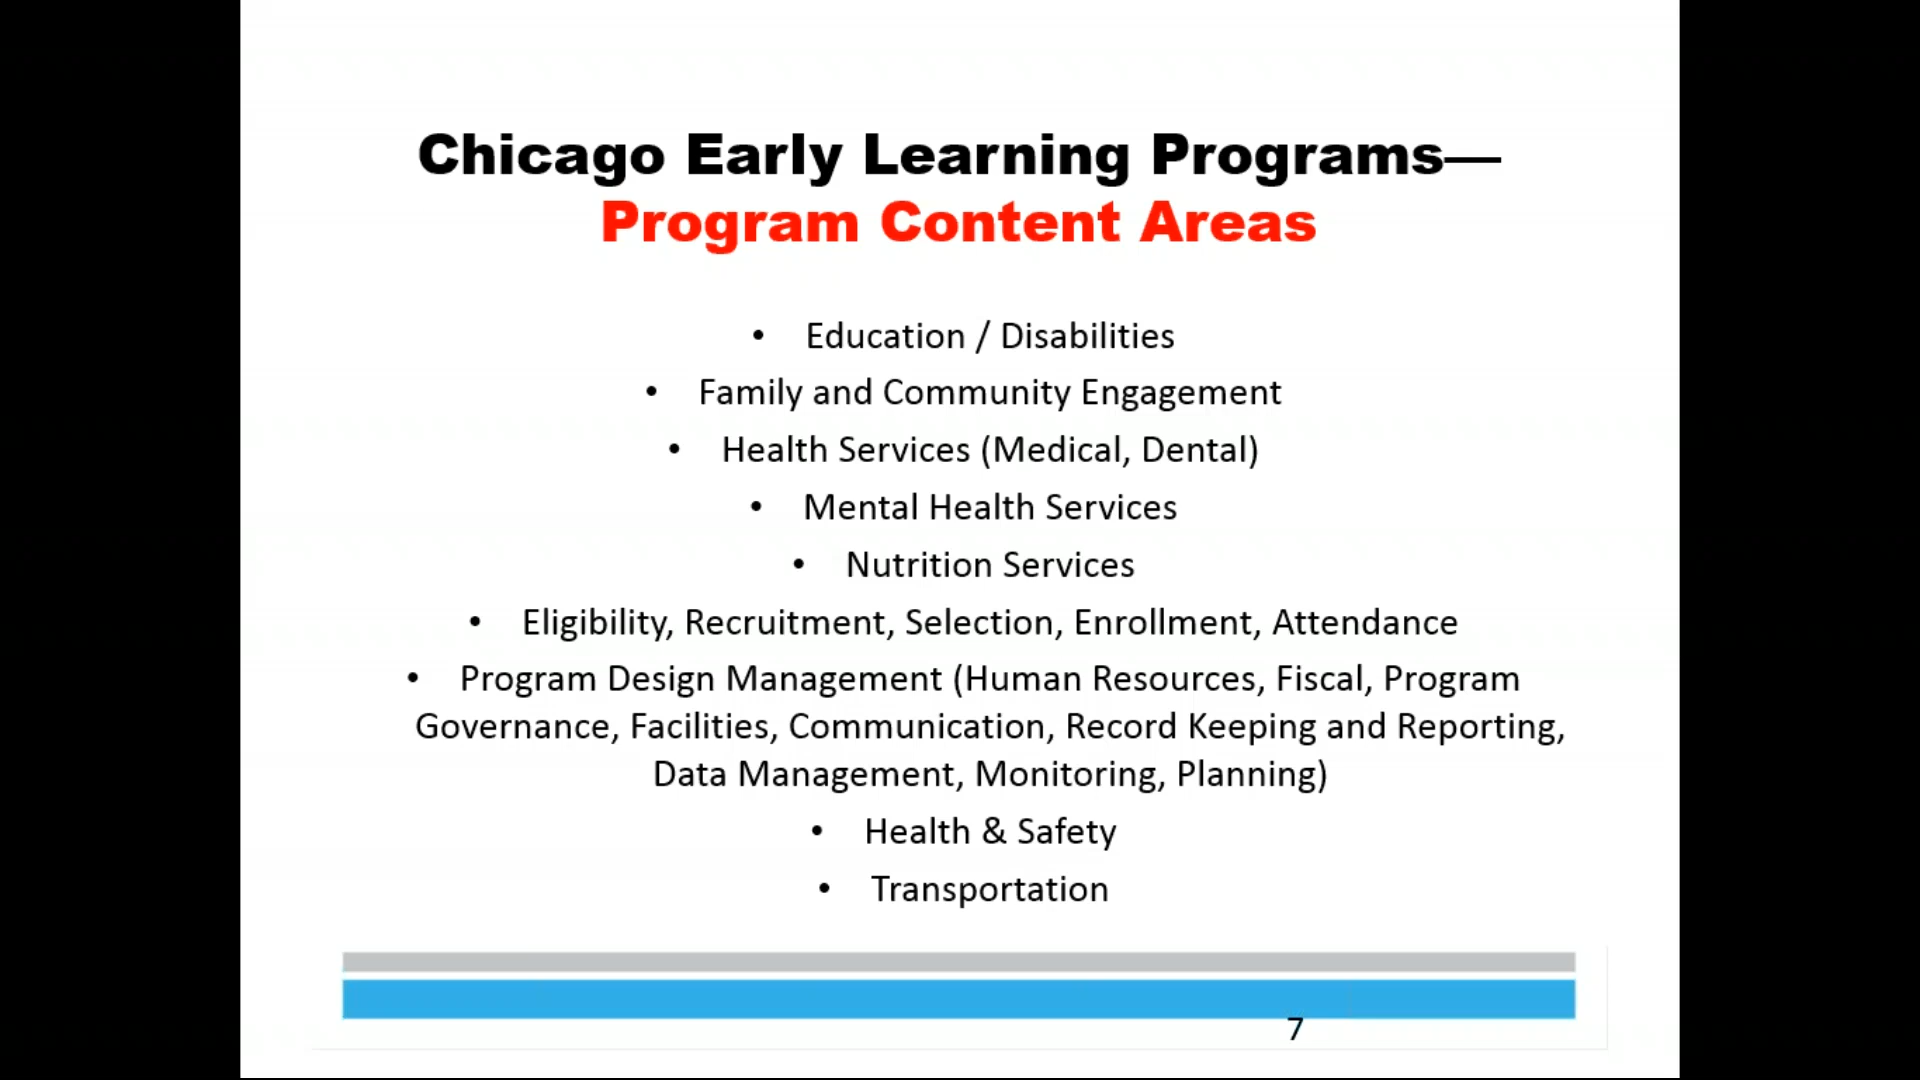 Chicago Early Learning Programs—
Program Content Areas
• Education / Disabilities
• Family and Community Engagement
• Health Services (Medical, Dental)
• Mental Health Services
• Nutrition Services
• Eligibility, Recruitment, Selection, Enrollment, Attendance
• Program Design Management (Human Resources, Fiscal, Program
Governance, Facilities, Communication, Record Keeping and Reporting,
Data Management, Monitoring, Planning)
• Health & Safety
• Transportation
7